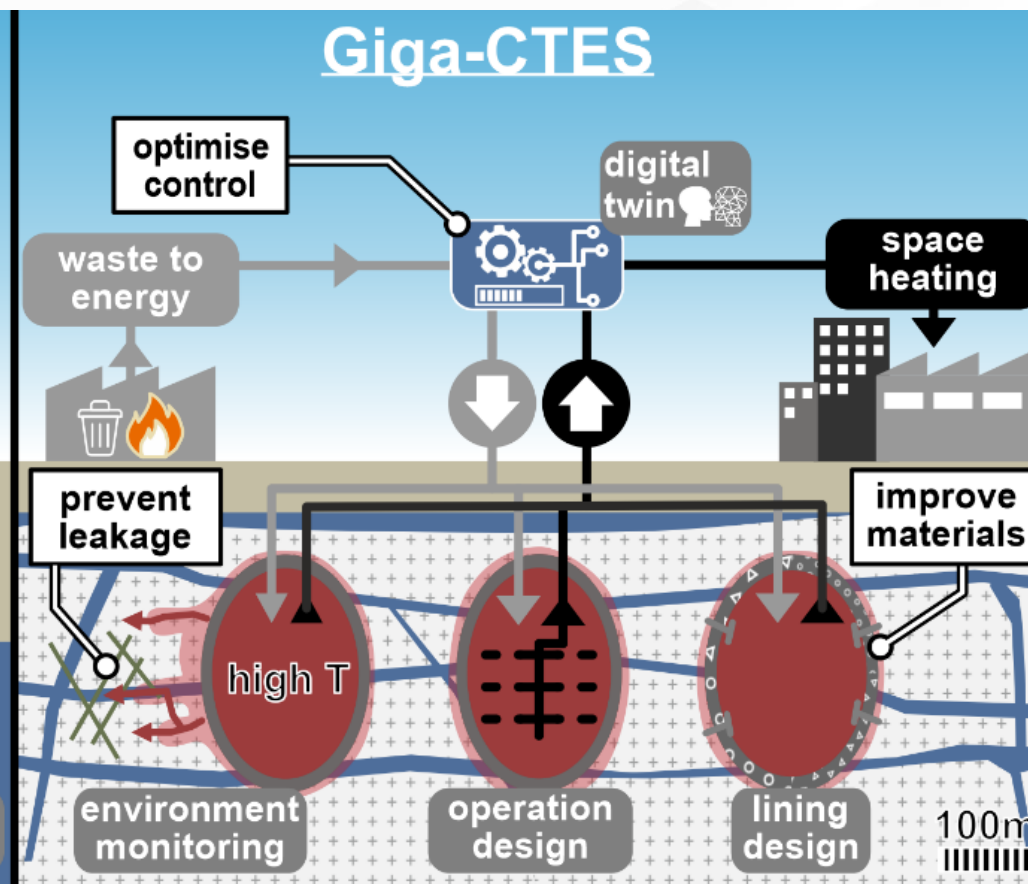 Giga-CTES
optimise
control
digital
twin
waste to
energy
space
heating
prevent
leakage
improve
materials
high T
environment
monitoring
operation
design
lining
design
100m